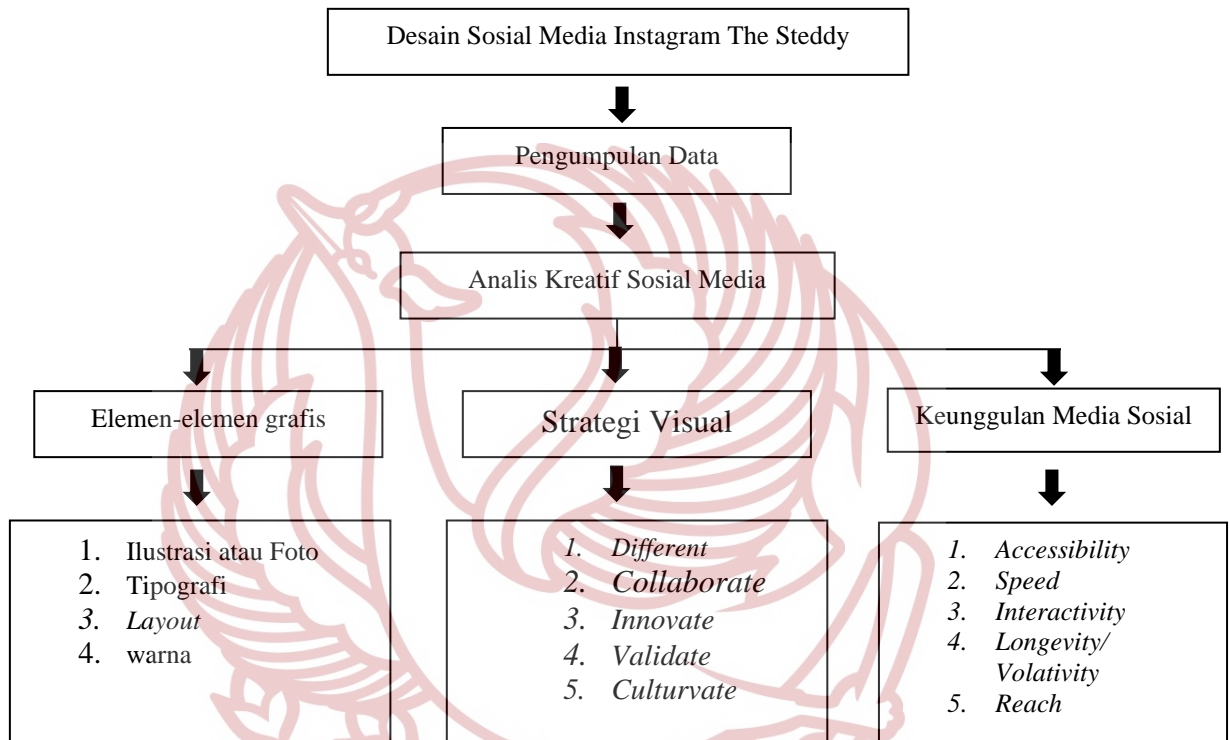 Desain Sosial Media Instagram The Steddy
Pengumpulan Data
Analis Kreatif Sosial Media
Elemen-elemen grafis
Strategi Visual
Keunggulan Media Sosial
1. Ilustrasi atau Foto
2. Tipografi
3. Layout
4. warna
1. Different
2. Collaborate
3. Innovate
4. Validate
5. Culturvate
1. Accessibility
2. Speed
3. Interactivity
4. Longevity/
Volativity
5. Reach